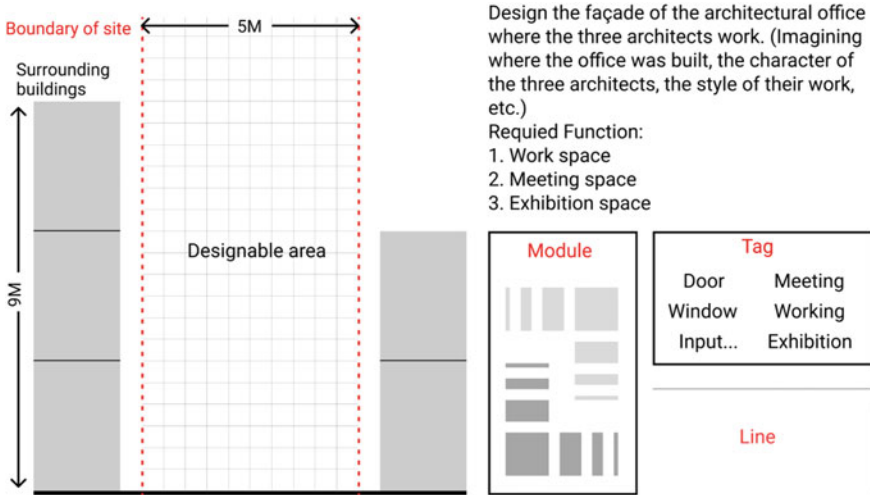 Boundary of site
5M
Surrounding
buildings
9M
Designable area
Design the façade of the architectural office
where the three architects work. (Imagining
where the office was built, the character of
the three architects, the style of their work,
etc.)
Requied Function:
1. Work space
2. Meeting space
3. Exhibition space
Module
Tag
Door Meeting
Window Working
Input... Exhibition
Line